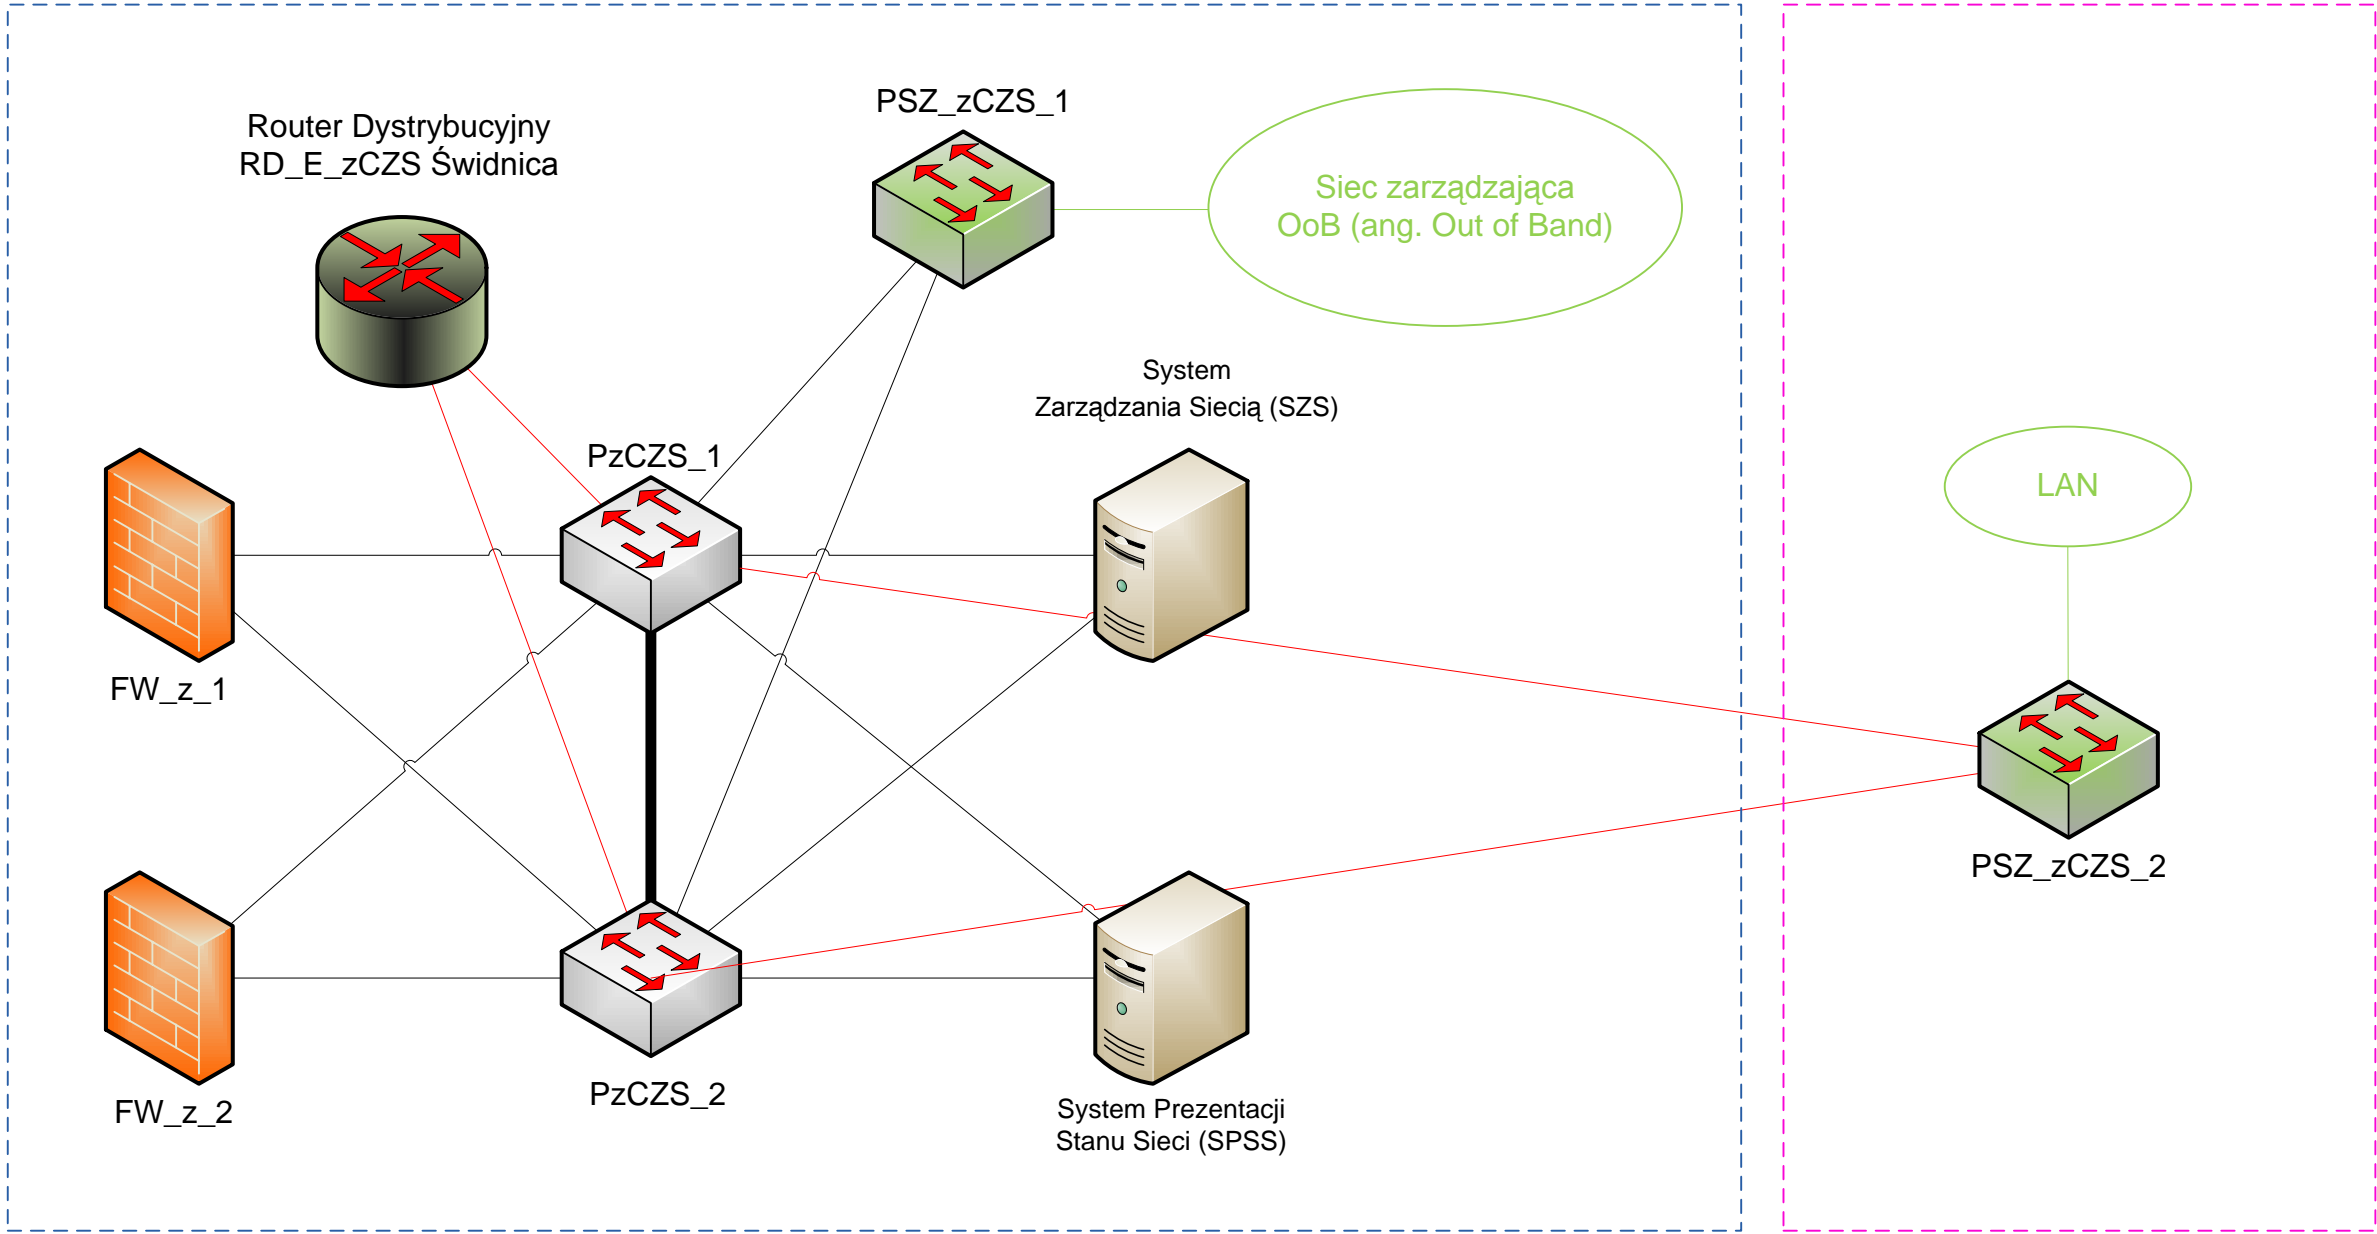 PSZ_zCZS_1
Router Dystrybucyjny
RD_E_zCZS Świdnica
Siec zarządzająca
OoB (ang. Out of Band)
System
Zarządzania Siecią (SZS)
PzCZS_1
LAN
FW_z_1
PSZ_zCZS_2
PzCZS_2
FW_z_2
System Prezentacji
Stanu Sieci (SPSS)